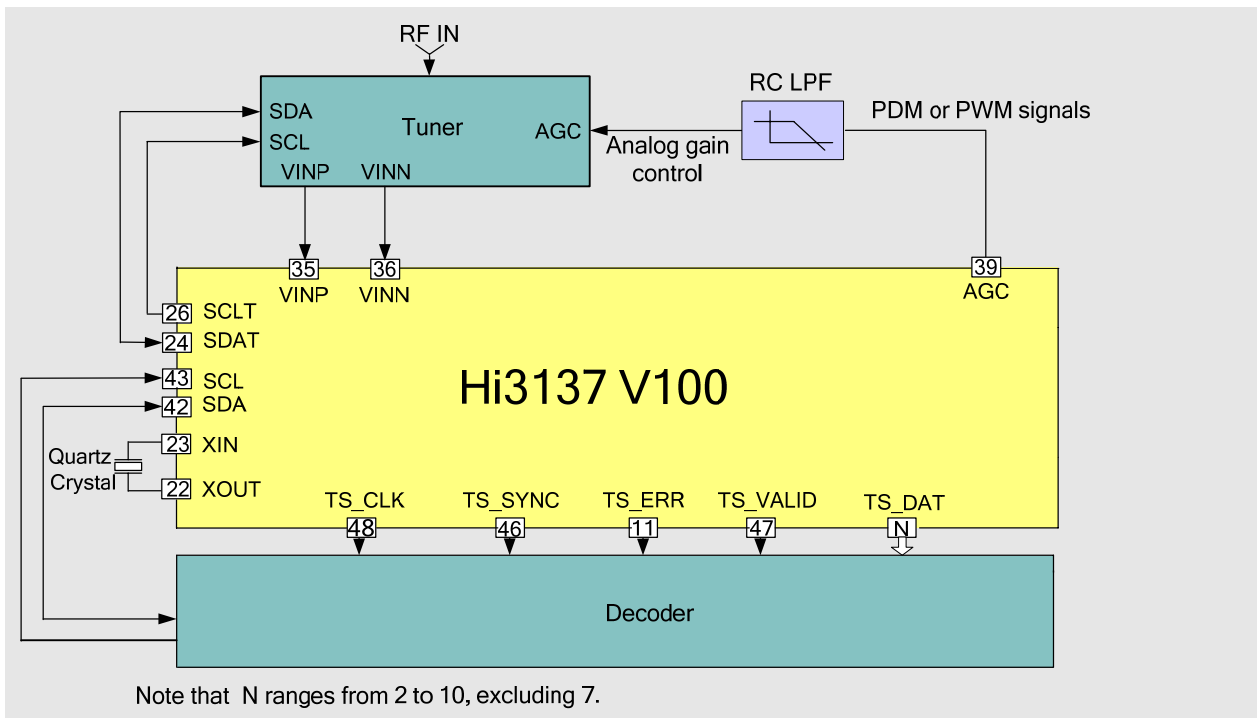 RF IN
RC LPF
PDM or PWM signals
SDA
SCL
Tuner
AGC
VINP
VINN
Analog gain
control
35
36
39
VINP
VINN
AGC
26
SCLT
24
SDAT
43
SCL
42
SDA
Hi3137 V100
23
XIN
Quartz
Crystal
22
XOUT
TS_CLK
TS_SYNC
TS_ERR
TS_VALID
TS_DAT
48
46
11
47
N
Decoder
Note that N ranges from 2 to 10, excluding 7.